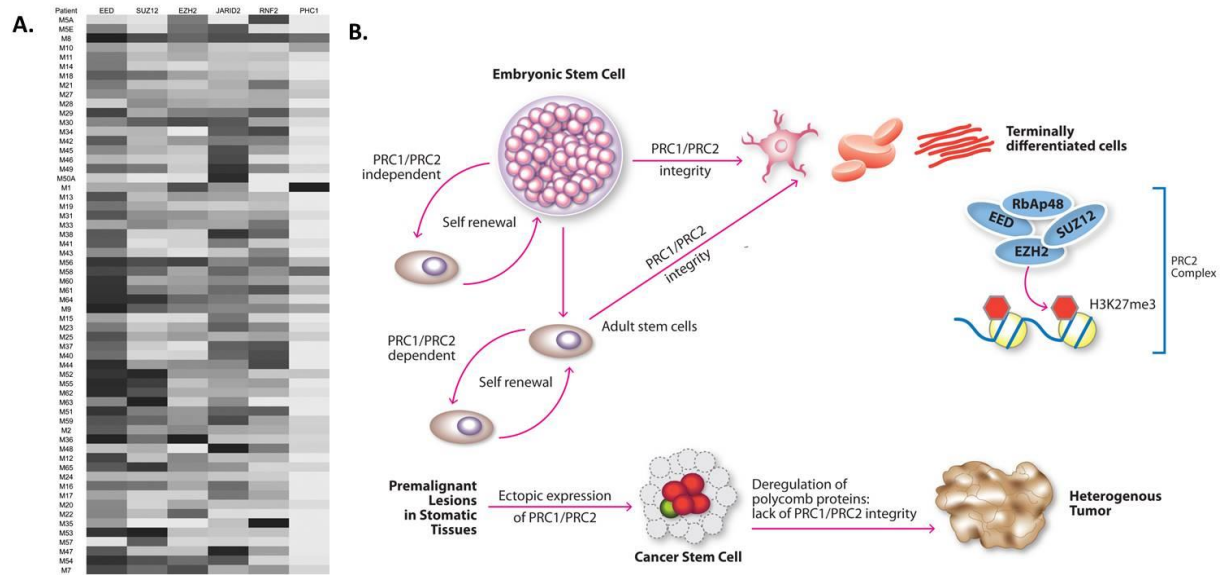 A.
Patient EED SUZ12 EZH2 JARID2 RNF2 PHC1
M5A
M5E
M8
M10
M11
M14
M18
M21
M27
M28
M29
M30
M34
M42
M45
M46
M49
M50A
M1
M13
M19
M31
M33
M38
M41
M43
M56
M58
M60
M61
M64
M9
M15
M23
M25
M37
M40
M44
M52
M55
M62
M63
M51
M59
M2
M36
M48
M12
M65
M24
M16
M17
M20
M22
M35
M53
M57
M47
M54
M7
B.
Embryonic Stem Cell
PRC1/PRC2
independent
Self renewal
PRC1/PRC2
integrity
Terminally
differentiated cells
PRC1/PRC2
integrity
Adult stem cells
PRC1/PRC2
dependent
Self renewal
RbAp48
EED
SUZ12
EZH2
H3K27me3
PRC2
Complex
Premalignant
Lesions
in Stomatic
Tissues
Ectopic expression
of PRC1/PRC2
Cancer Stem Cell
Deregulation of
polycomb proteins:
lack of PRC1/PRC2 integrity
Heterogenous
Tumor